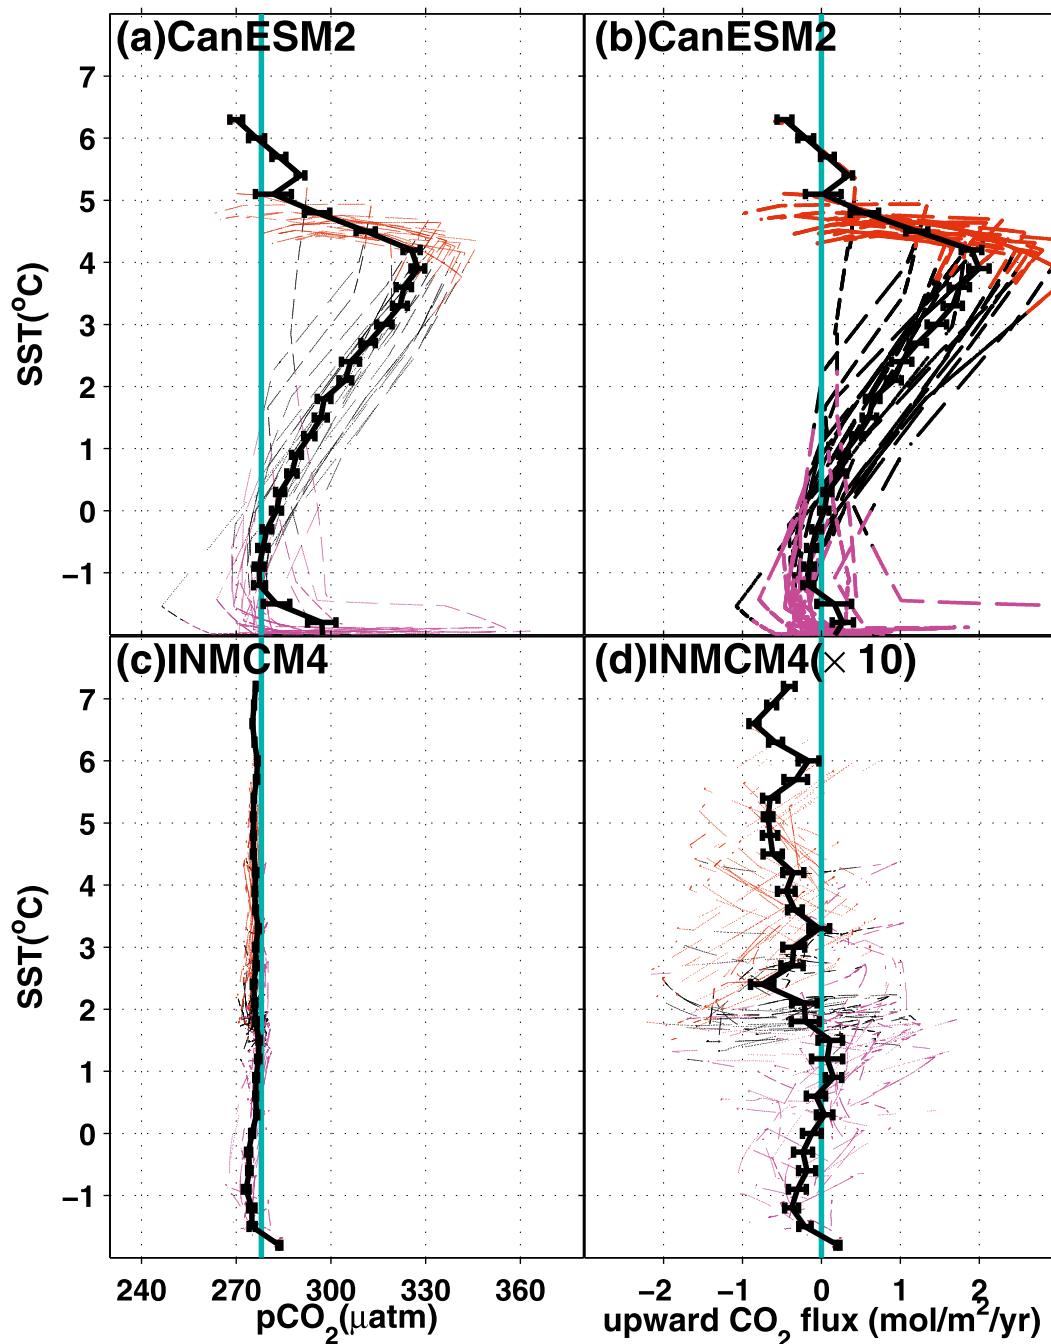 (a)CanESM2
(b)CanESM2
7
6
5
4
3
2
1
0
−1
SST(°C)
(c)INMCM4
(d)INMCM4(× 10)
7
6
5
4
3
2
1
0
−1
SST(°C)
240 270 300 330 360
−2 −1 0 1 2
pCO₂(μatm)
upward CO₂ flux (mol/m²/yr)